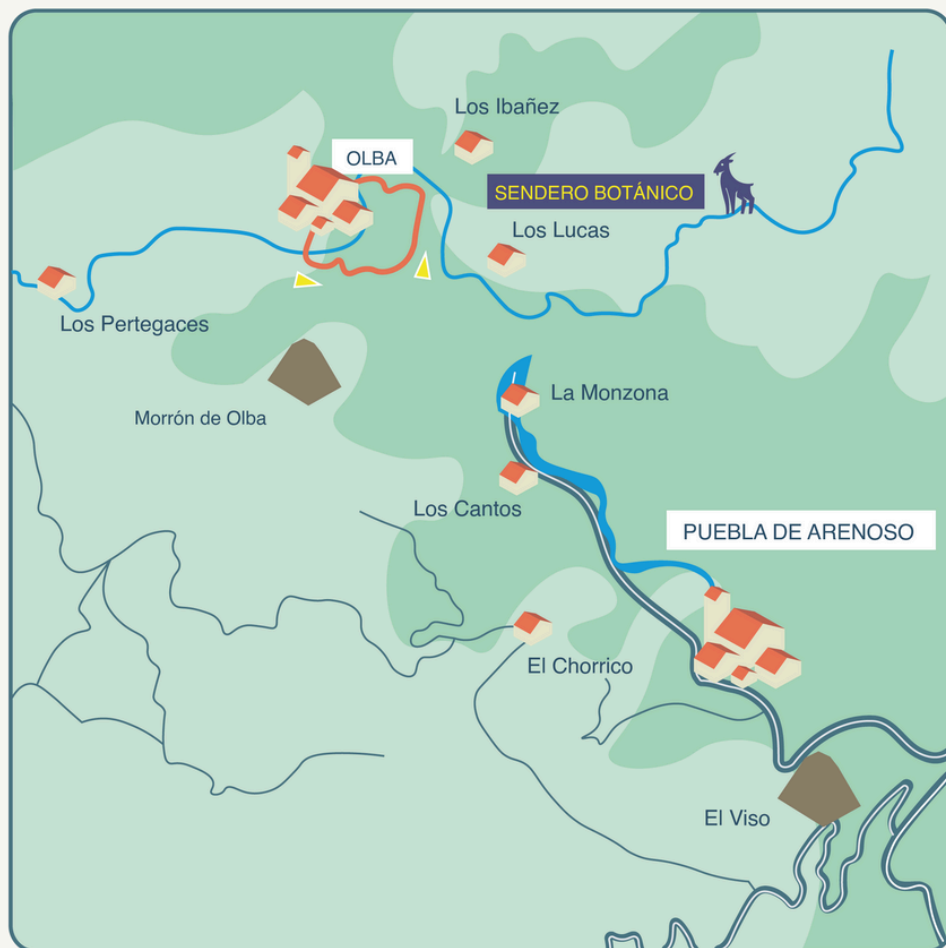 Los Ibañez
OLBA
SENDERO BOTÁNICO
Los Lucas
Los Pertegaces
La Monzona
Morrón de Olba
Los Cantos
PUEBLA DE ARENOSO
El Chorrico
El Viso